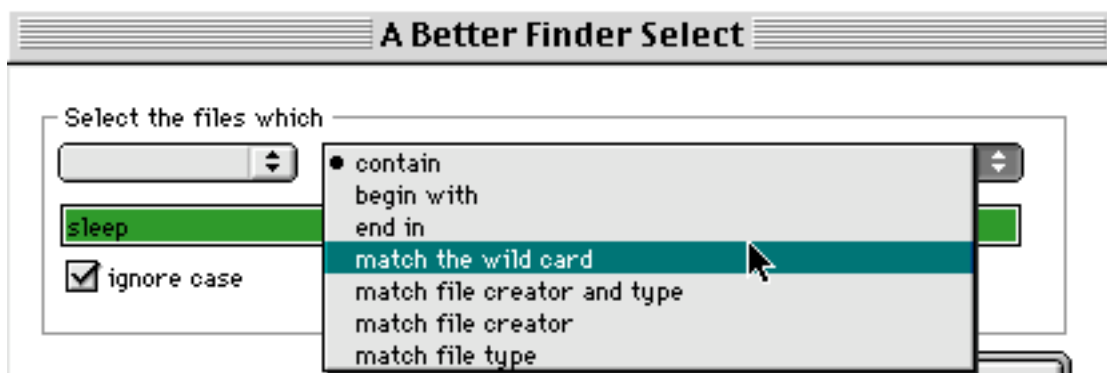 A Better Finder Select
Select the files which
contain
begin with
sleep
end in
match the wild card
ignore case
match file creator and type
match file creator
match file type